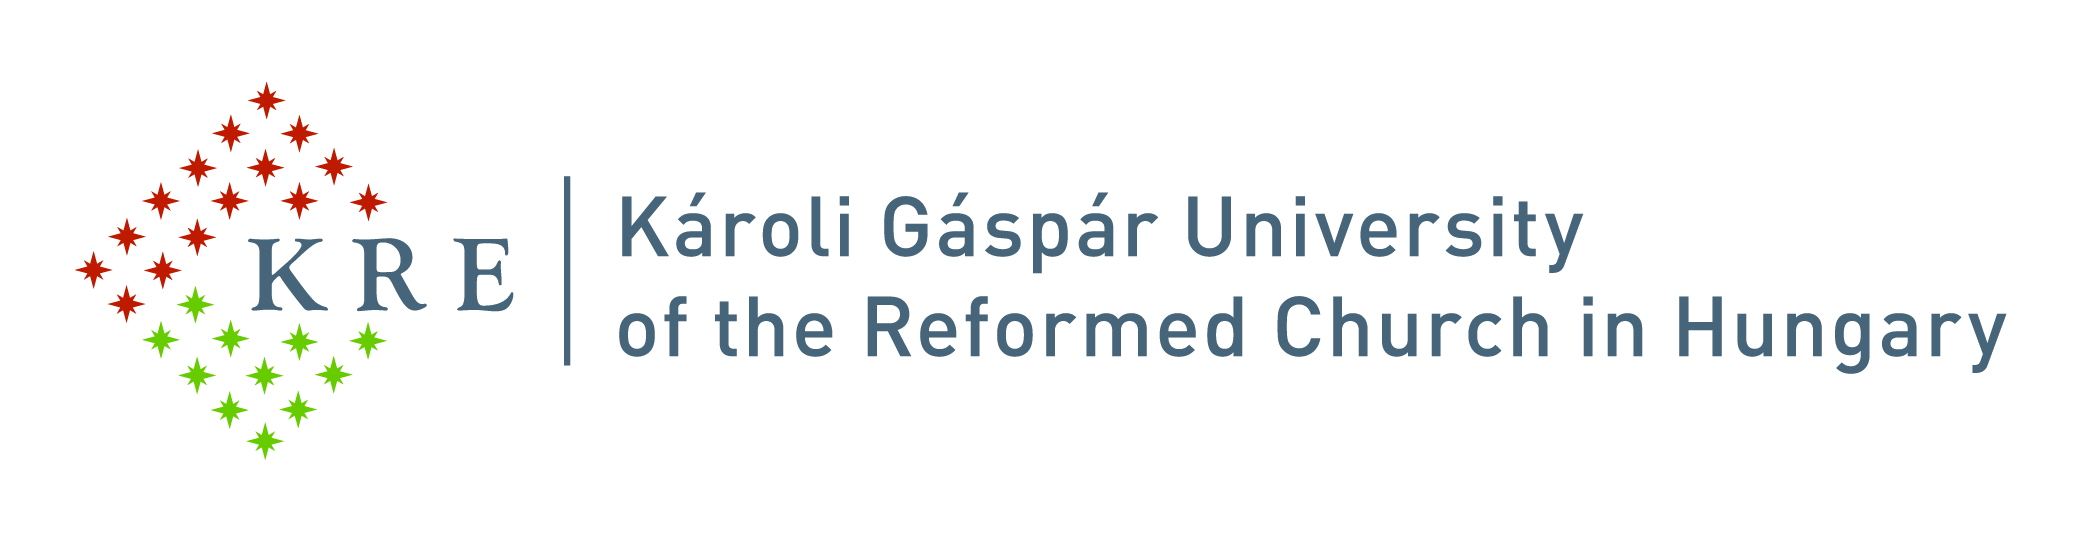 KRE
Károli Gáspár University
of the Reformed Church in Hungary